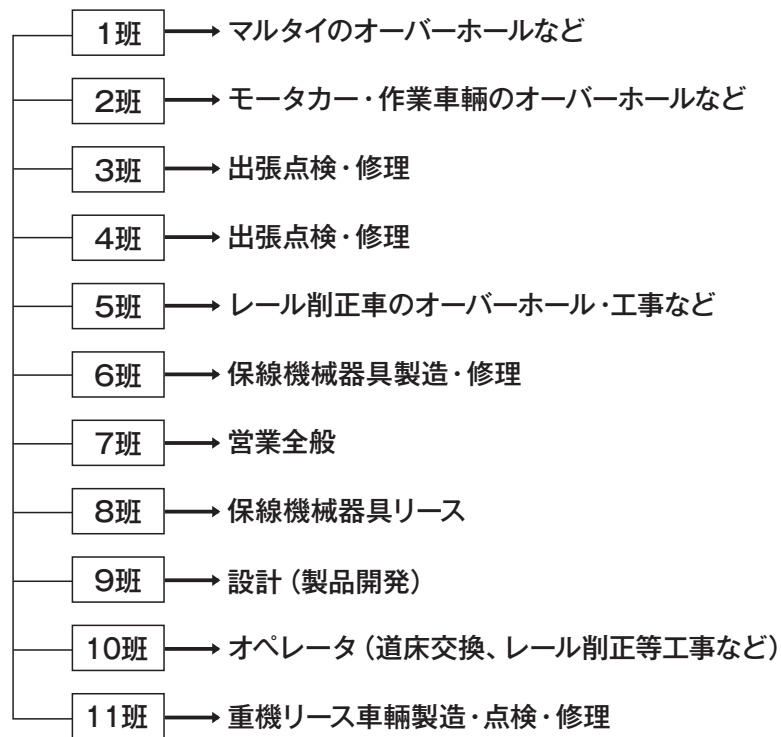 1班 マルタイのオーバーホールなど
2班 モータカー・作業車輛のオーバーホールなど
3班 出張点検・修理
4班 出張点検・修理
5班 レール削正車のオーバーホール・工事など
6班 保線機械器具製造・修理
7班 営業全般
8班 保線機械器具リース
9班 設計（製品開発）
10班 オペレータ（道床交換、レール削正等工事など）
11班 重機リース車輛製造・点検・修理